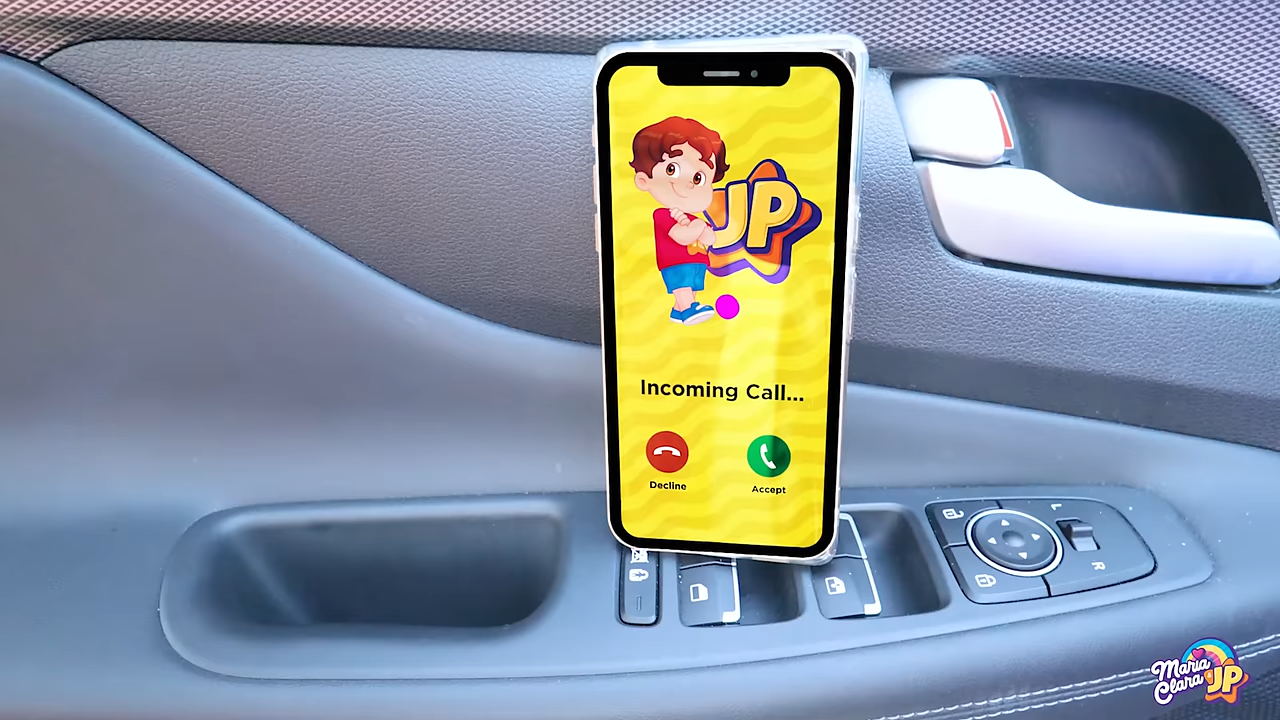 JP
Incoming Call...
Decline
Accept
L
R
Maria
Clara
JP